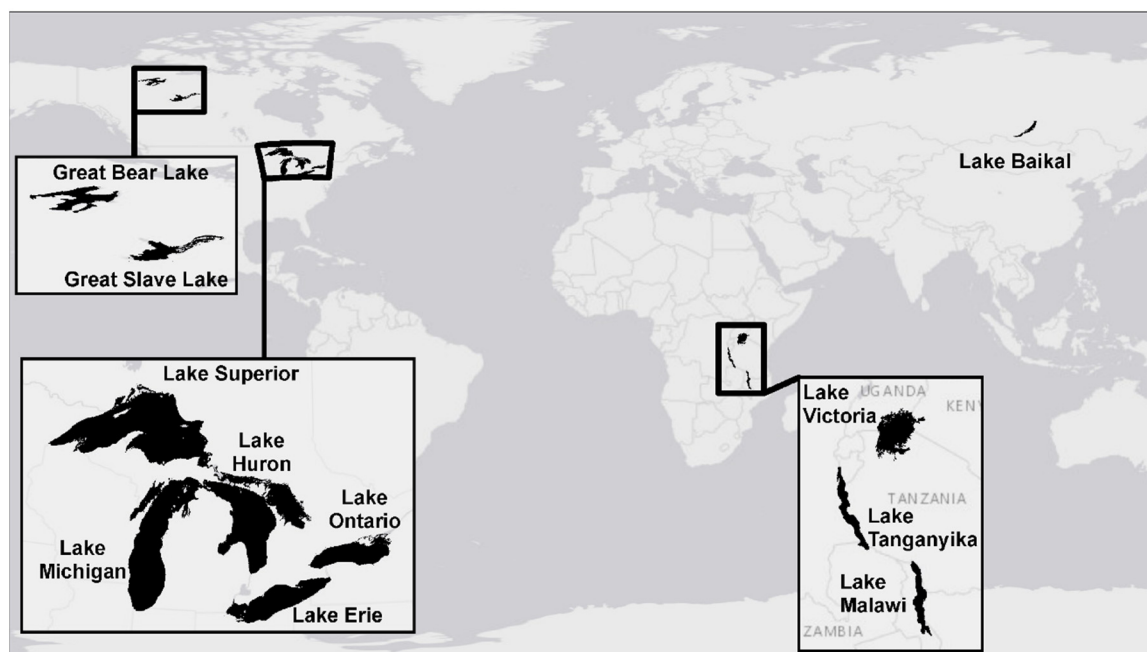 Great Bear Lake
Great Slave Lake
Lake Baikal
Lake Superior
Lake
Huron
Lake
Ontario
Lake
Michigan
Lake Erie
Lake
Victoria
UGANDA
KENY
TANZANIA
Lake
Tanganyika
Lake
Malawi
ZAMBIA